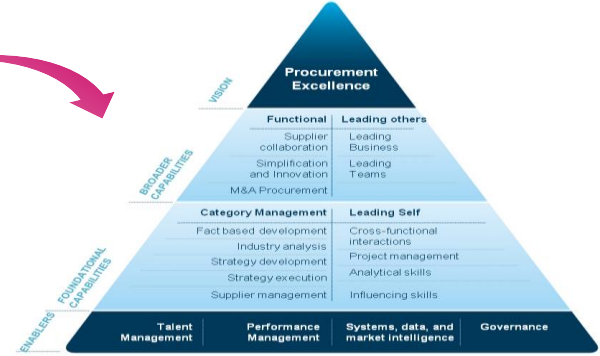 Procurement
Excellence
VISION
Functional
Leading others
Supplier
collaboration
Leading
Business
Simplification
and Innovation
Leading
Teams
M&A Procurement
BROADER
CAPABILITIES
Category Management
Leading Self
Fact based development
Cross-functional
interactions
Industry analysis
Strategy development
Project management
Strategy execution
Analytical skills
Supplier management
Influencing skills
FOUNDATIONAL
CAPABILITIES
ENABLERS
Talent
Management
Performance
Management
Systems, data, and
market intelligence
Governance